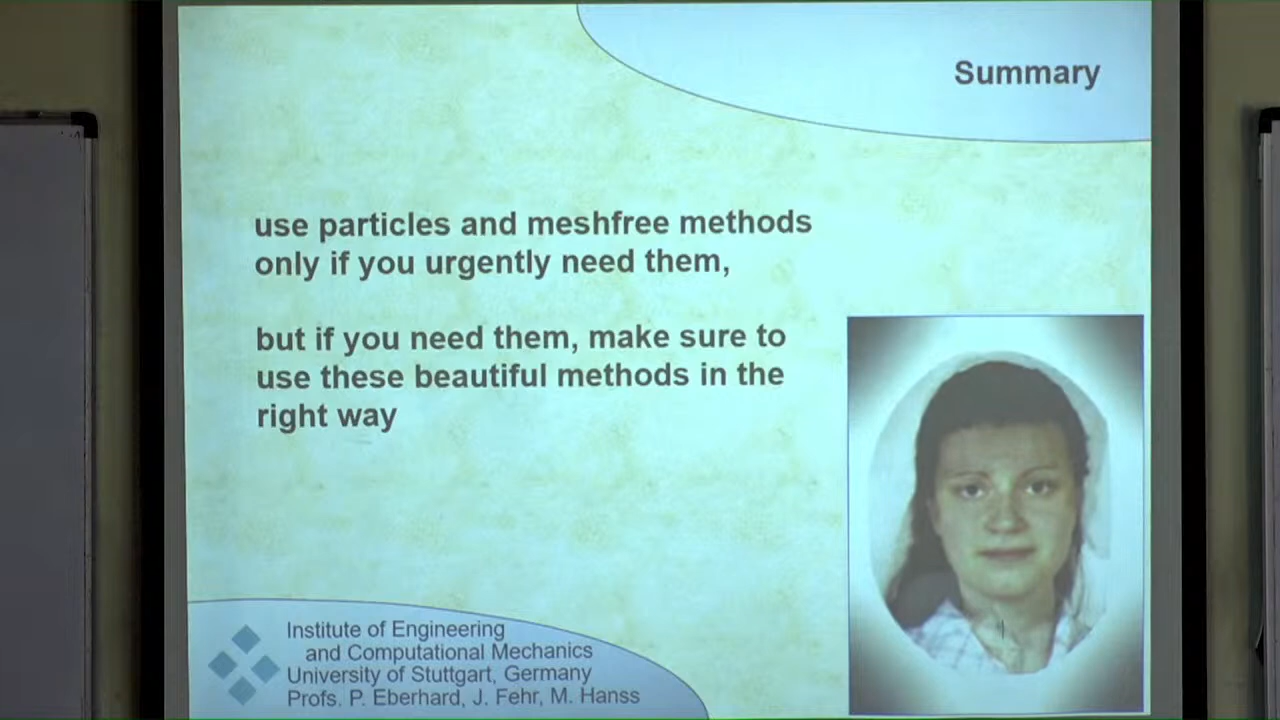 Summary
use particles and meshfree methods
only if you urgently need them,
but if you need them, make sure to
use these beautiful methods in the
right way
Institute of Engineering
and Computational Mechanics
University of Stuttgart, Germany
Profs. P. Eberhard, J. Fehr, M. Hanss